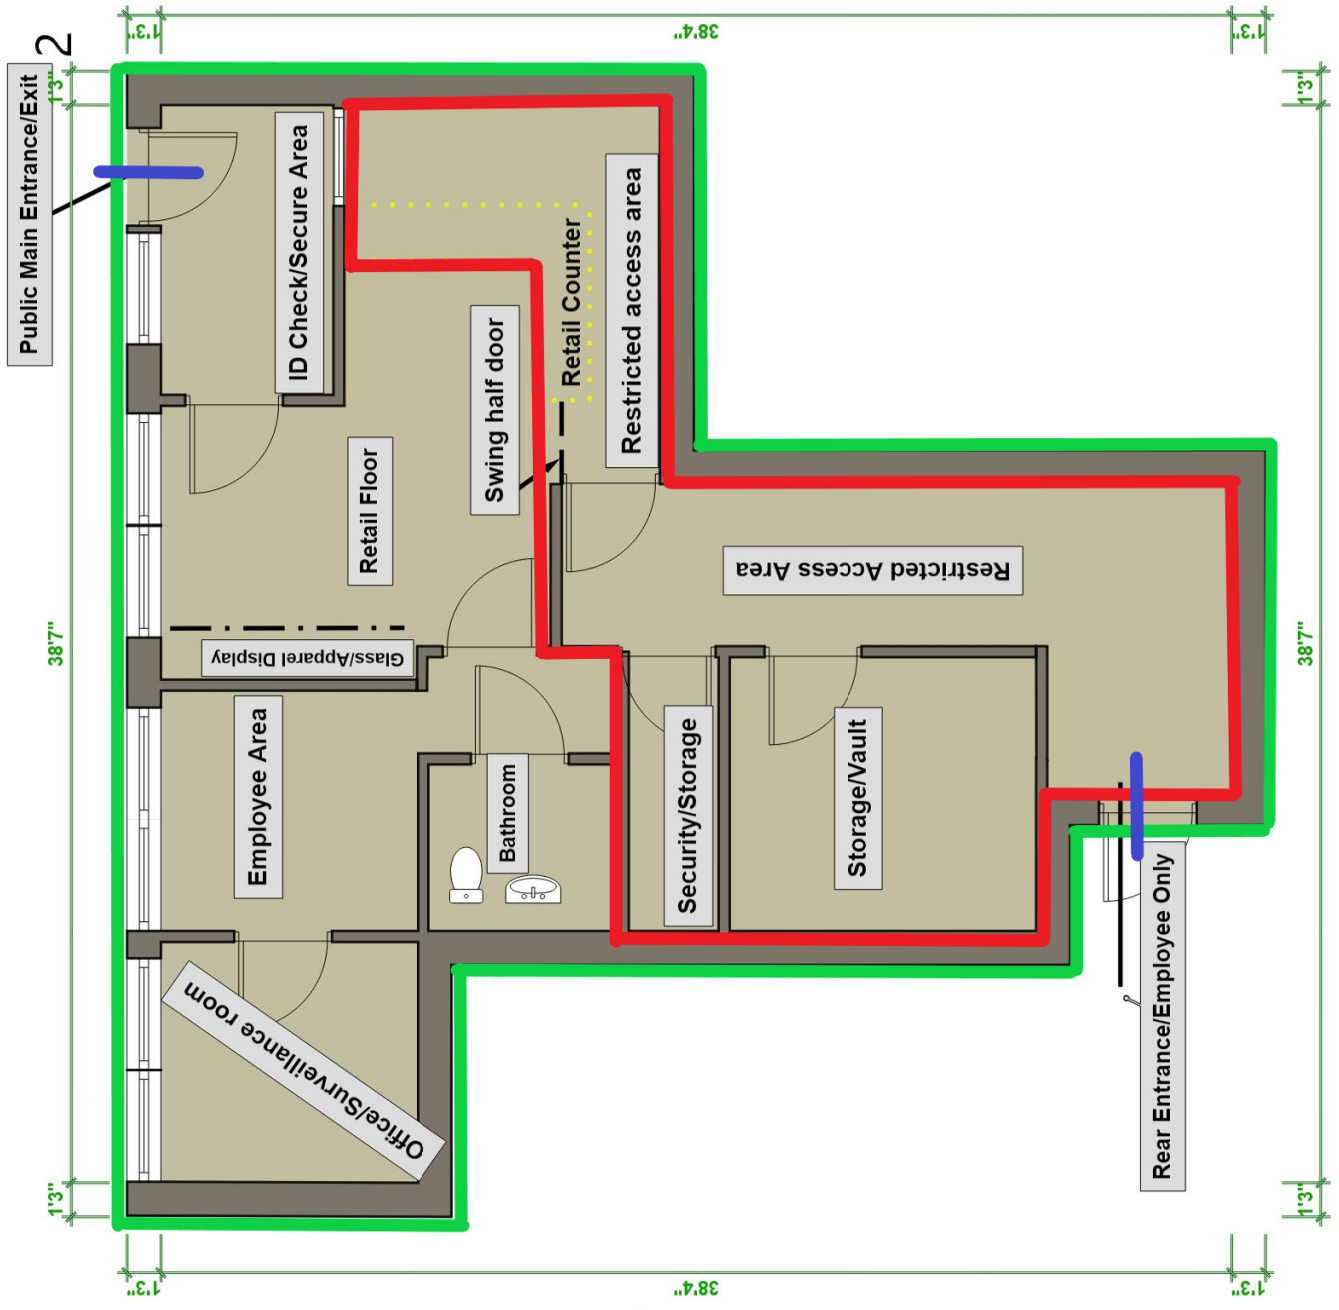 1'3"
38'4"
1'3"
2
Public Main Entrance/Exit
1'3"
1'3"
ID Check/Secure Area
Restricted access area
Retail Counter
Swing half door
Retail Floor
Restricted Access Area
38'7"
38'7"
Glass/Apparel Display
Employee Area
Bathroom
Security/Storage
Storage/Vault
Rear Entrance/Employee Only
Office/Surveillance room
1'3"
1'3"
1'3"
38'4"
1'3"